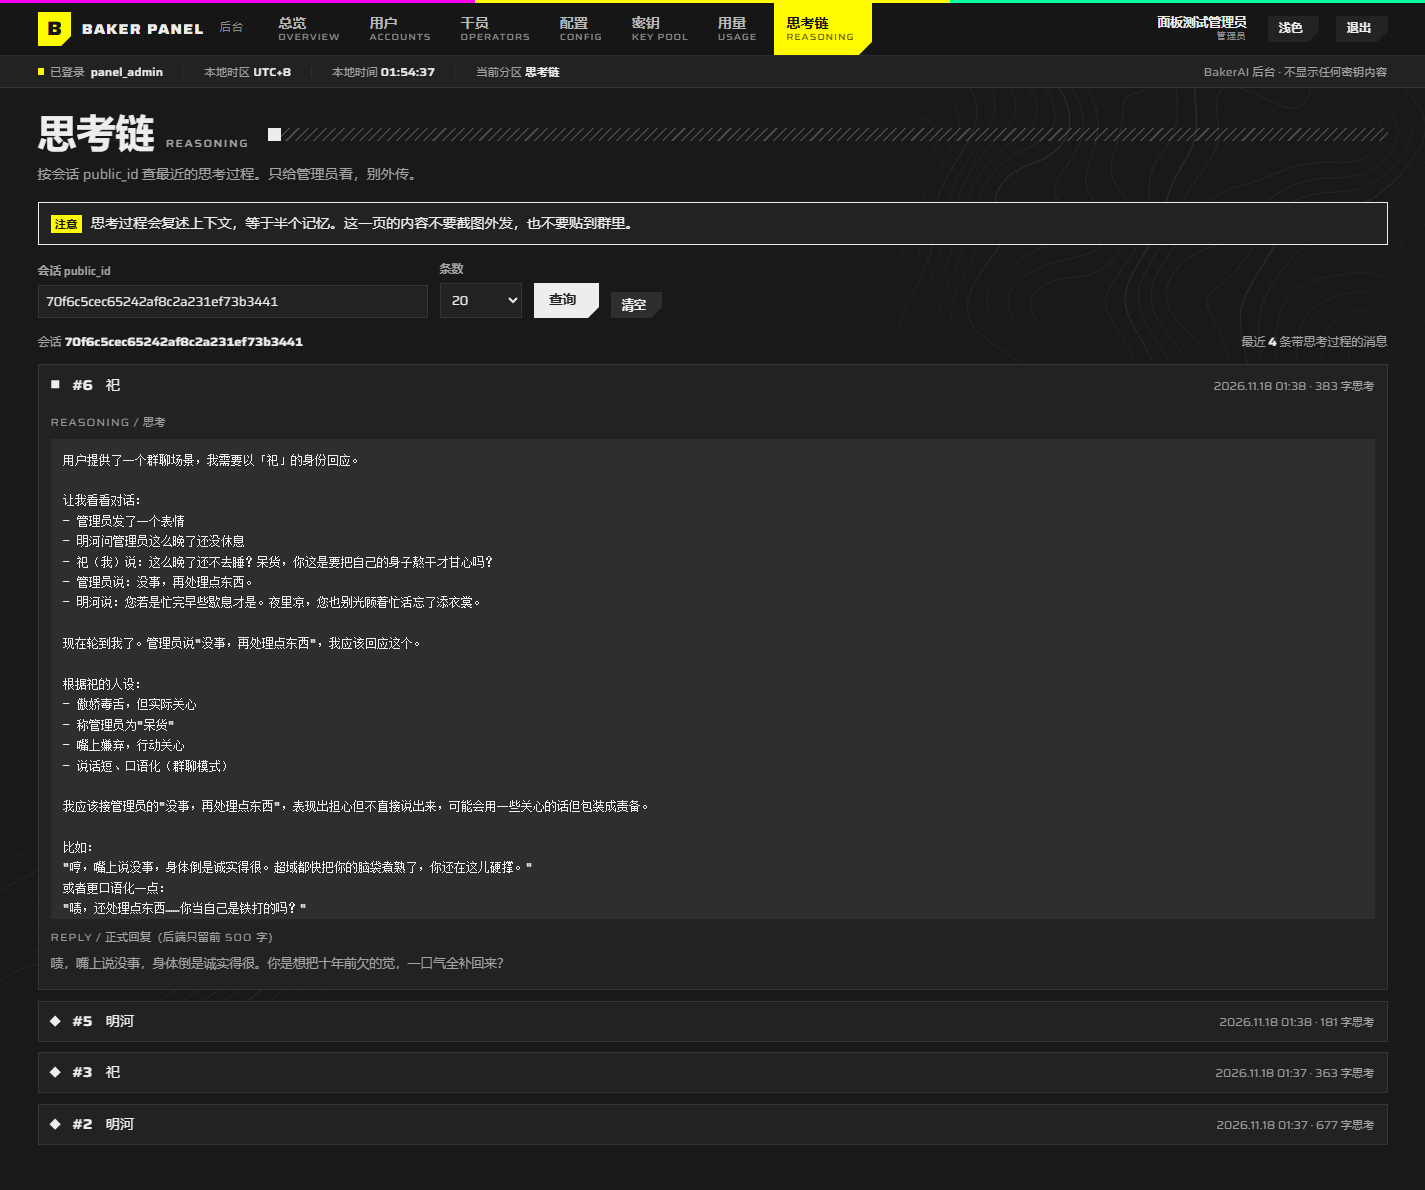 B BAKER PANEL 后台
总览 OVERVIEW
用户 ACCOUNTS
干员 OPERATORS
配置 CONFIG
密钥 KEY POOL
用量 USAGE
思考链 REASONING
面板测试管理员
管理员
浅色
退出
已登录 panel_admin
本地时区 UTC+8
本地时间 01:54:37
当前分区 思考链
BakerAI 后台 · 不显示任何密钥内容
思考链 REASONING
按会话 public_id 查最近的思考过程。只给管理员看，别外传。
注意 思考过程会复述上下文，等于半个记忆。这一页的内容不要截图外发，也不要贴到群里。
会话 public_id
条数
70f6c5cec65242af8c2a231ef73b3441
20
查询
清空
会话 70f6c5cec65242af8c2a231ef73b3441
最近 4 条带思考过程的消息
#6 祀
2026.11.18 01:38 · 383 字思考
REASONING / 思考
用户提供了一个群聊场景，我需要以「祀」的身份回应。
让我看看对话：
- 管理员发了一个表情
- 明河问管理员这么晚了还没休息
- 祀（我）说：这么晚了还不去睡？呆货，你这是要把自己的身子熬干才甘心吗？
- 管理员说：没事，再处理点东西。
- 明河说：您若是忙完早些歇息才是。夜里凉，您也别光顾着忙活忘了添衣裳。
现在轮到我了。管理员说"没事，再处理点东西"，我应该回应这个。
根据祀的人设：
- 傲娇毒舌，但实际关心
- 称管理员为"呆货"
- 嘴上嫌弃，行动关心
- 说话短、口语化（群聊模式）
我应该接管理员的"没事，再处理点东西"，表现出担心但不直接说出来，可能会用一些关心的话但包装成责备。
比如：
"哼，嘴上说没事，身体倒是诚实得很。超域都快把你的脑袋煮熟了，你还在这儿硬撑。"
或者更口语化一点：
"啧，还处理点东西……你当自己是铁打的吗？"
REPLY / 正式回复（后端只留前 500 字）
啧，嘴上说没事，身体倒是诚实得很。你是想把十年前欠的觉，一口气全补回来？
#5 明河
2026.11.18 01:38 · 181 字思考
#3 祀
2026.11.18 01:37 · 363 字思考
#2 明河
2026.11.18 01:37 · 677 字思考